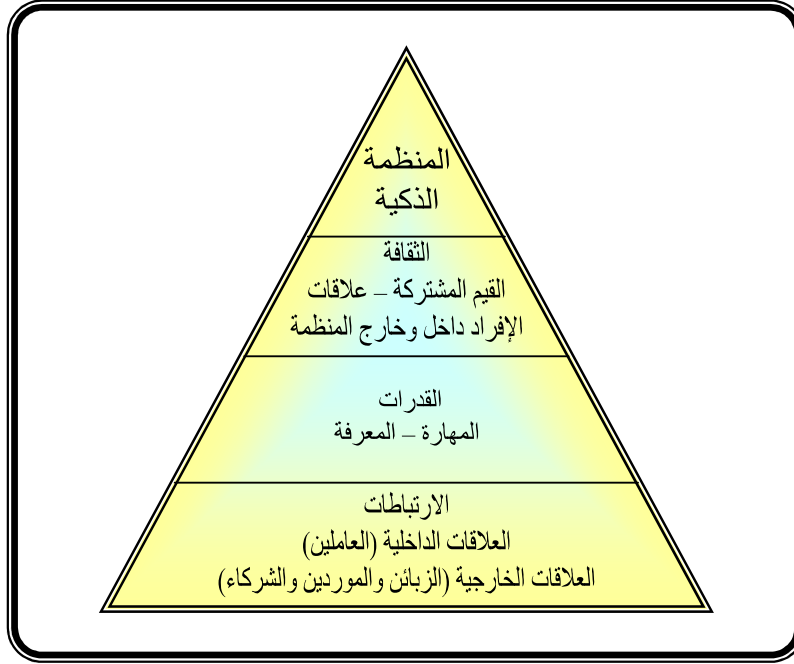 المنظمة
الذكية
الثقافة
القيم المشتركة – علاقات
الإفراد داخل وخارج المنظمة
القدرات
المهارة – المعرفة
الارتباطات
العلاقات الداخلية (العاملين)
العلاقات الخارجية (الزبائن والموردين والشركاء)